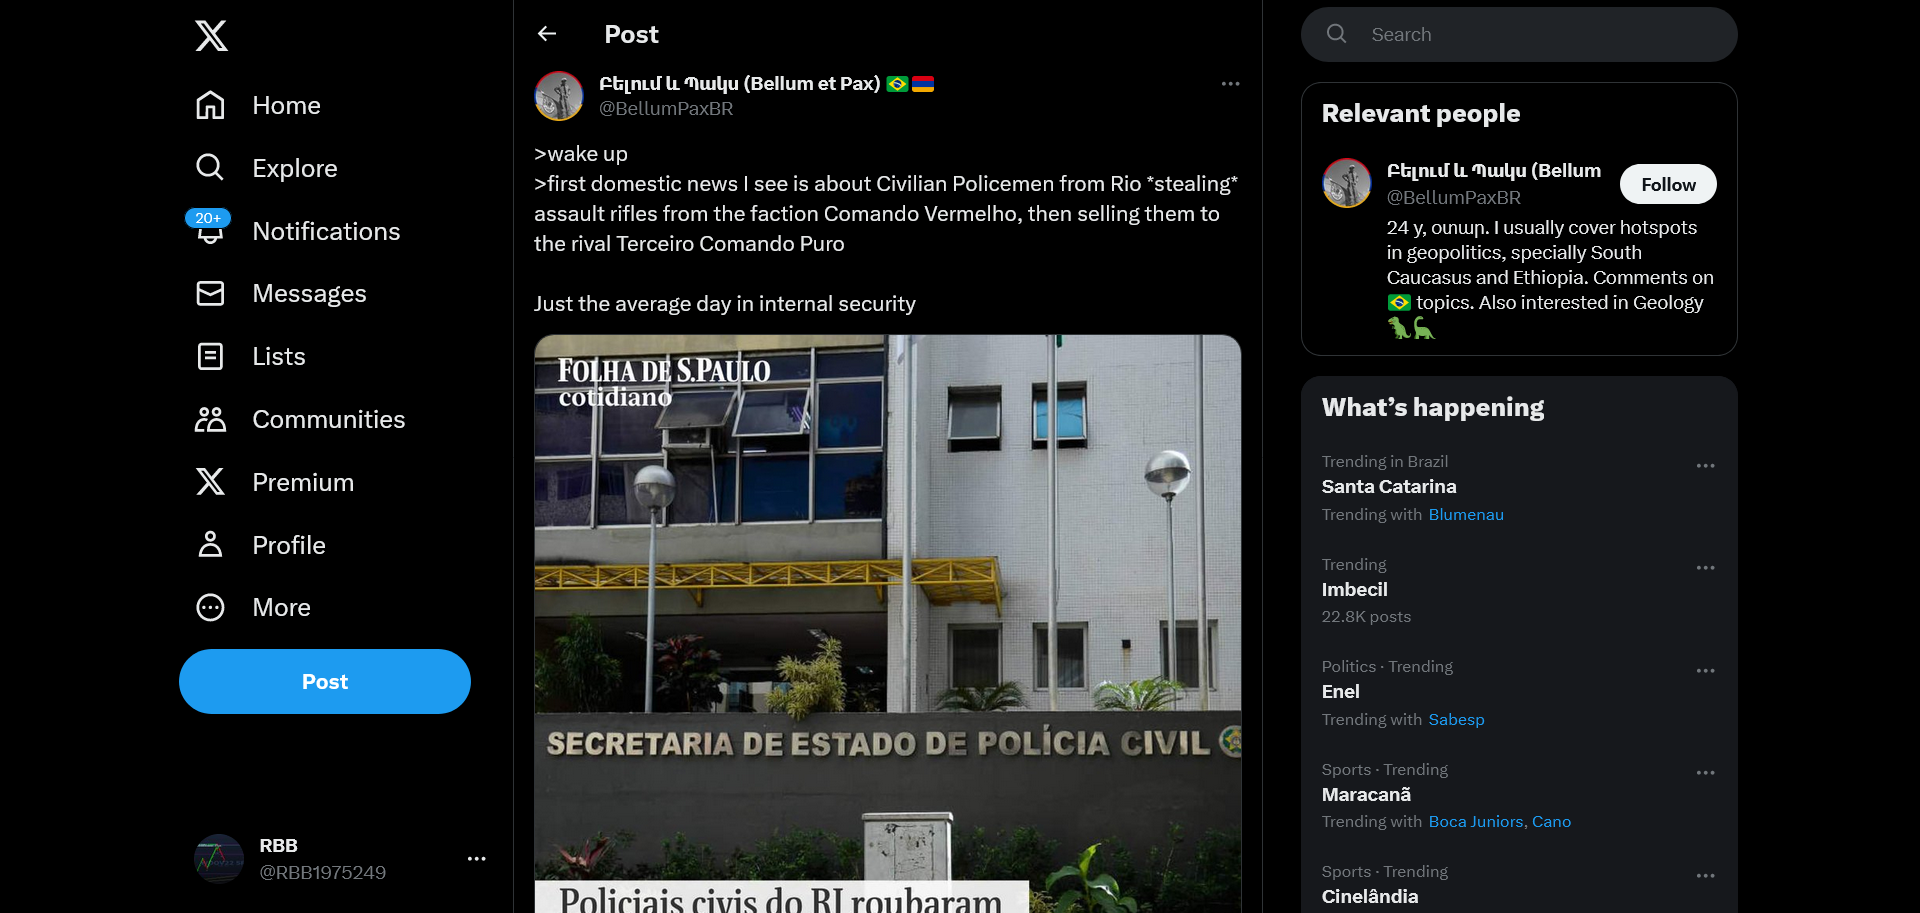 Home
Explore
20+
Notifications
Messages
Lists
Communities
Premium
Profile
More
Post
RBB
@RBB1975249
Post
Բելում և Պակս (Bellum et Pax) 🇧🇷🇦🇲
@BellumPaxBR
>wake up
>first domestic news I see is about Civilian Policemen from Rio *stealing*
assault rifles from the faction Comando Vermelho, then selling them to
the rival Terceiro Comando Puro
Just the average day in internal security
FOLHA DE S.PAULO
cotidiano
SECRETARIA DE ESTADO DE POLÍCIA CIVIL
Policiais civis do RJ roubaram
Search
Relevant people
Բելում և Պակս (Bellum
@BellumPaxBR
Follow
24 y, օտար. I usually cover hotspots
in geopolitics, specially South
Caucasus and Ethiopia. Comments on
🇧🇷 topics. Also interested in Geology
🦖🦕
What's happening
Trending in Brazil
Santa Catarina
Trending with Blumenau
Trending
Imbecil
22.8K posts
Politics · Trending
Enel
Trending with Sabesp
Sports · Trending
Maracanã
Trending with Boca Juniors, Cano
Sports · Trending
Cinelândia